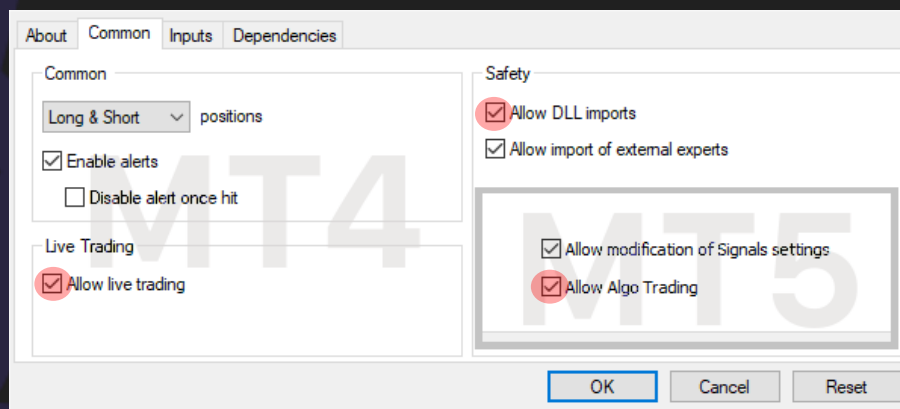 About Common Inputs Dependencies
Common
Long & Short positions
Enable alerts
Disable alert once hit
MT4
Live Trading
Allow live trading
Safety
Allow DLL imports
Allow import of external experts
MT5
Allow modification of Signals settings
Allow Algo Trading
OK Cancel Reset